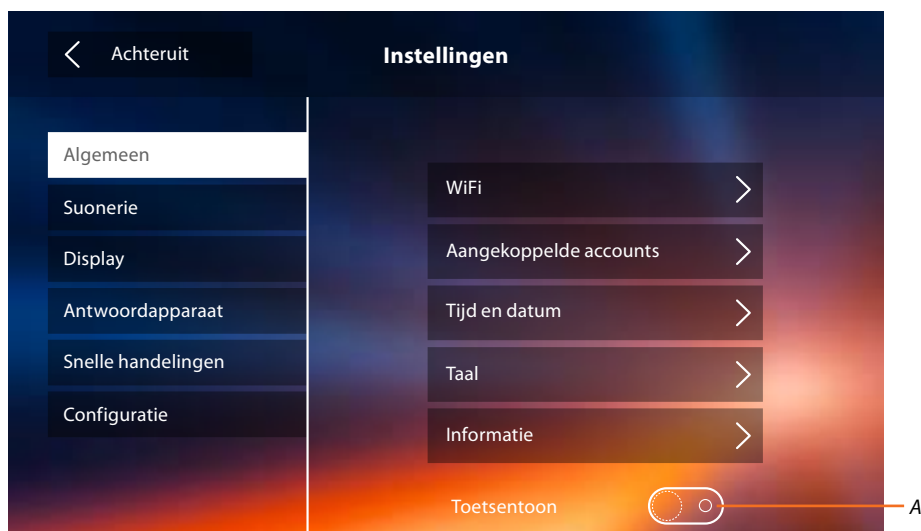 Achteruit
Instellingen
Algemeen
Suonerie
Display
Antwoordapparaat
Snelle handelingen
Configuratie
WiFi
Aangekoppelde accounts
Tijd en datum
Taal
Informatie
Toetsentoon
A